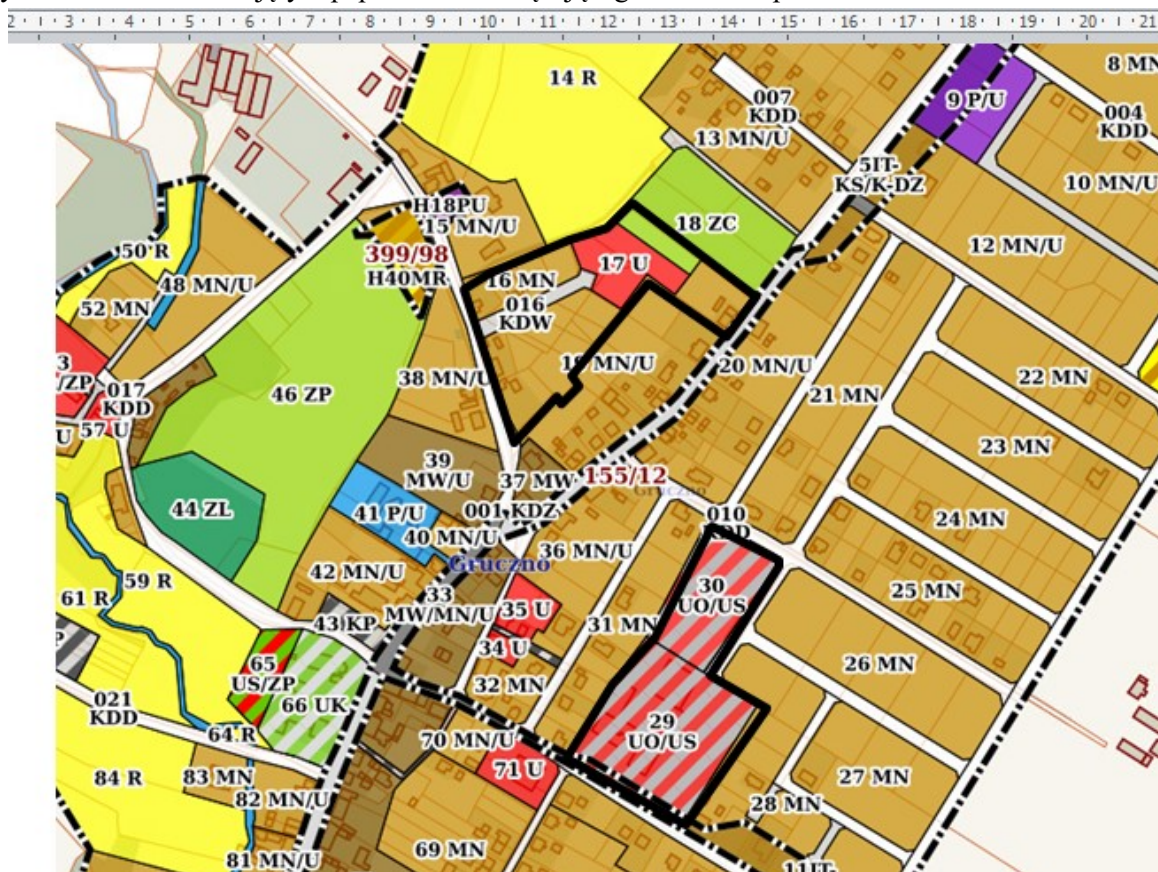 2 3 4 5 6 7 8 9 10 11 12 13 14 15 16 17 18 19 20 21
14 R
8 MN
9 P/U
007
KDD
004
KDD
13 MN/U
5IT-
KS/K-DZ
10 MN/U
H18PU
15 MN/U
18 ZC
12 MN/U
50 R
399/98
17 U
H40MR
16 MN
48 MN/U
52 MN
016
KDW
3
/ZP
19 MN/U
20 MN/U
38 MN/U
22 MN
017
KDD
46 ZP
21 MN
U
57 U
23 MN
39
MW/U
37 MW
155/12
Gruczno
44 ZL
41 P/U
001 KDZ
010
KDD
24 MN
40 MN/U
36 MN/U
Gruczno
42 MN/U
59 R
30
UO/US
25 MN
61 R
33
MW/MN/U
35 U
43 KP
31 MN
P
34 U
65
US/ZP
26 MN
32 MN
66 UK
021
KDD
29
UO/US
64 R
70 MN/U
71 U
84 R
83 MN
27 MN
82 MN/U
28 MN
69 MN
81 MN/U
11IT-